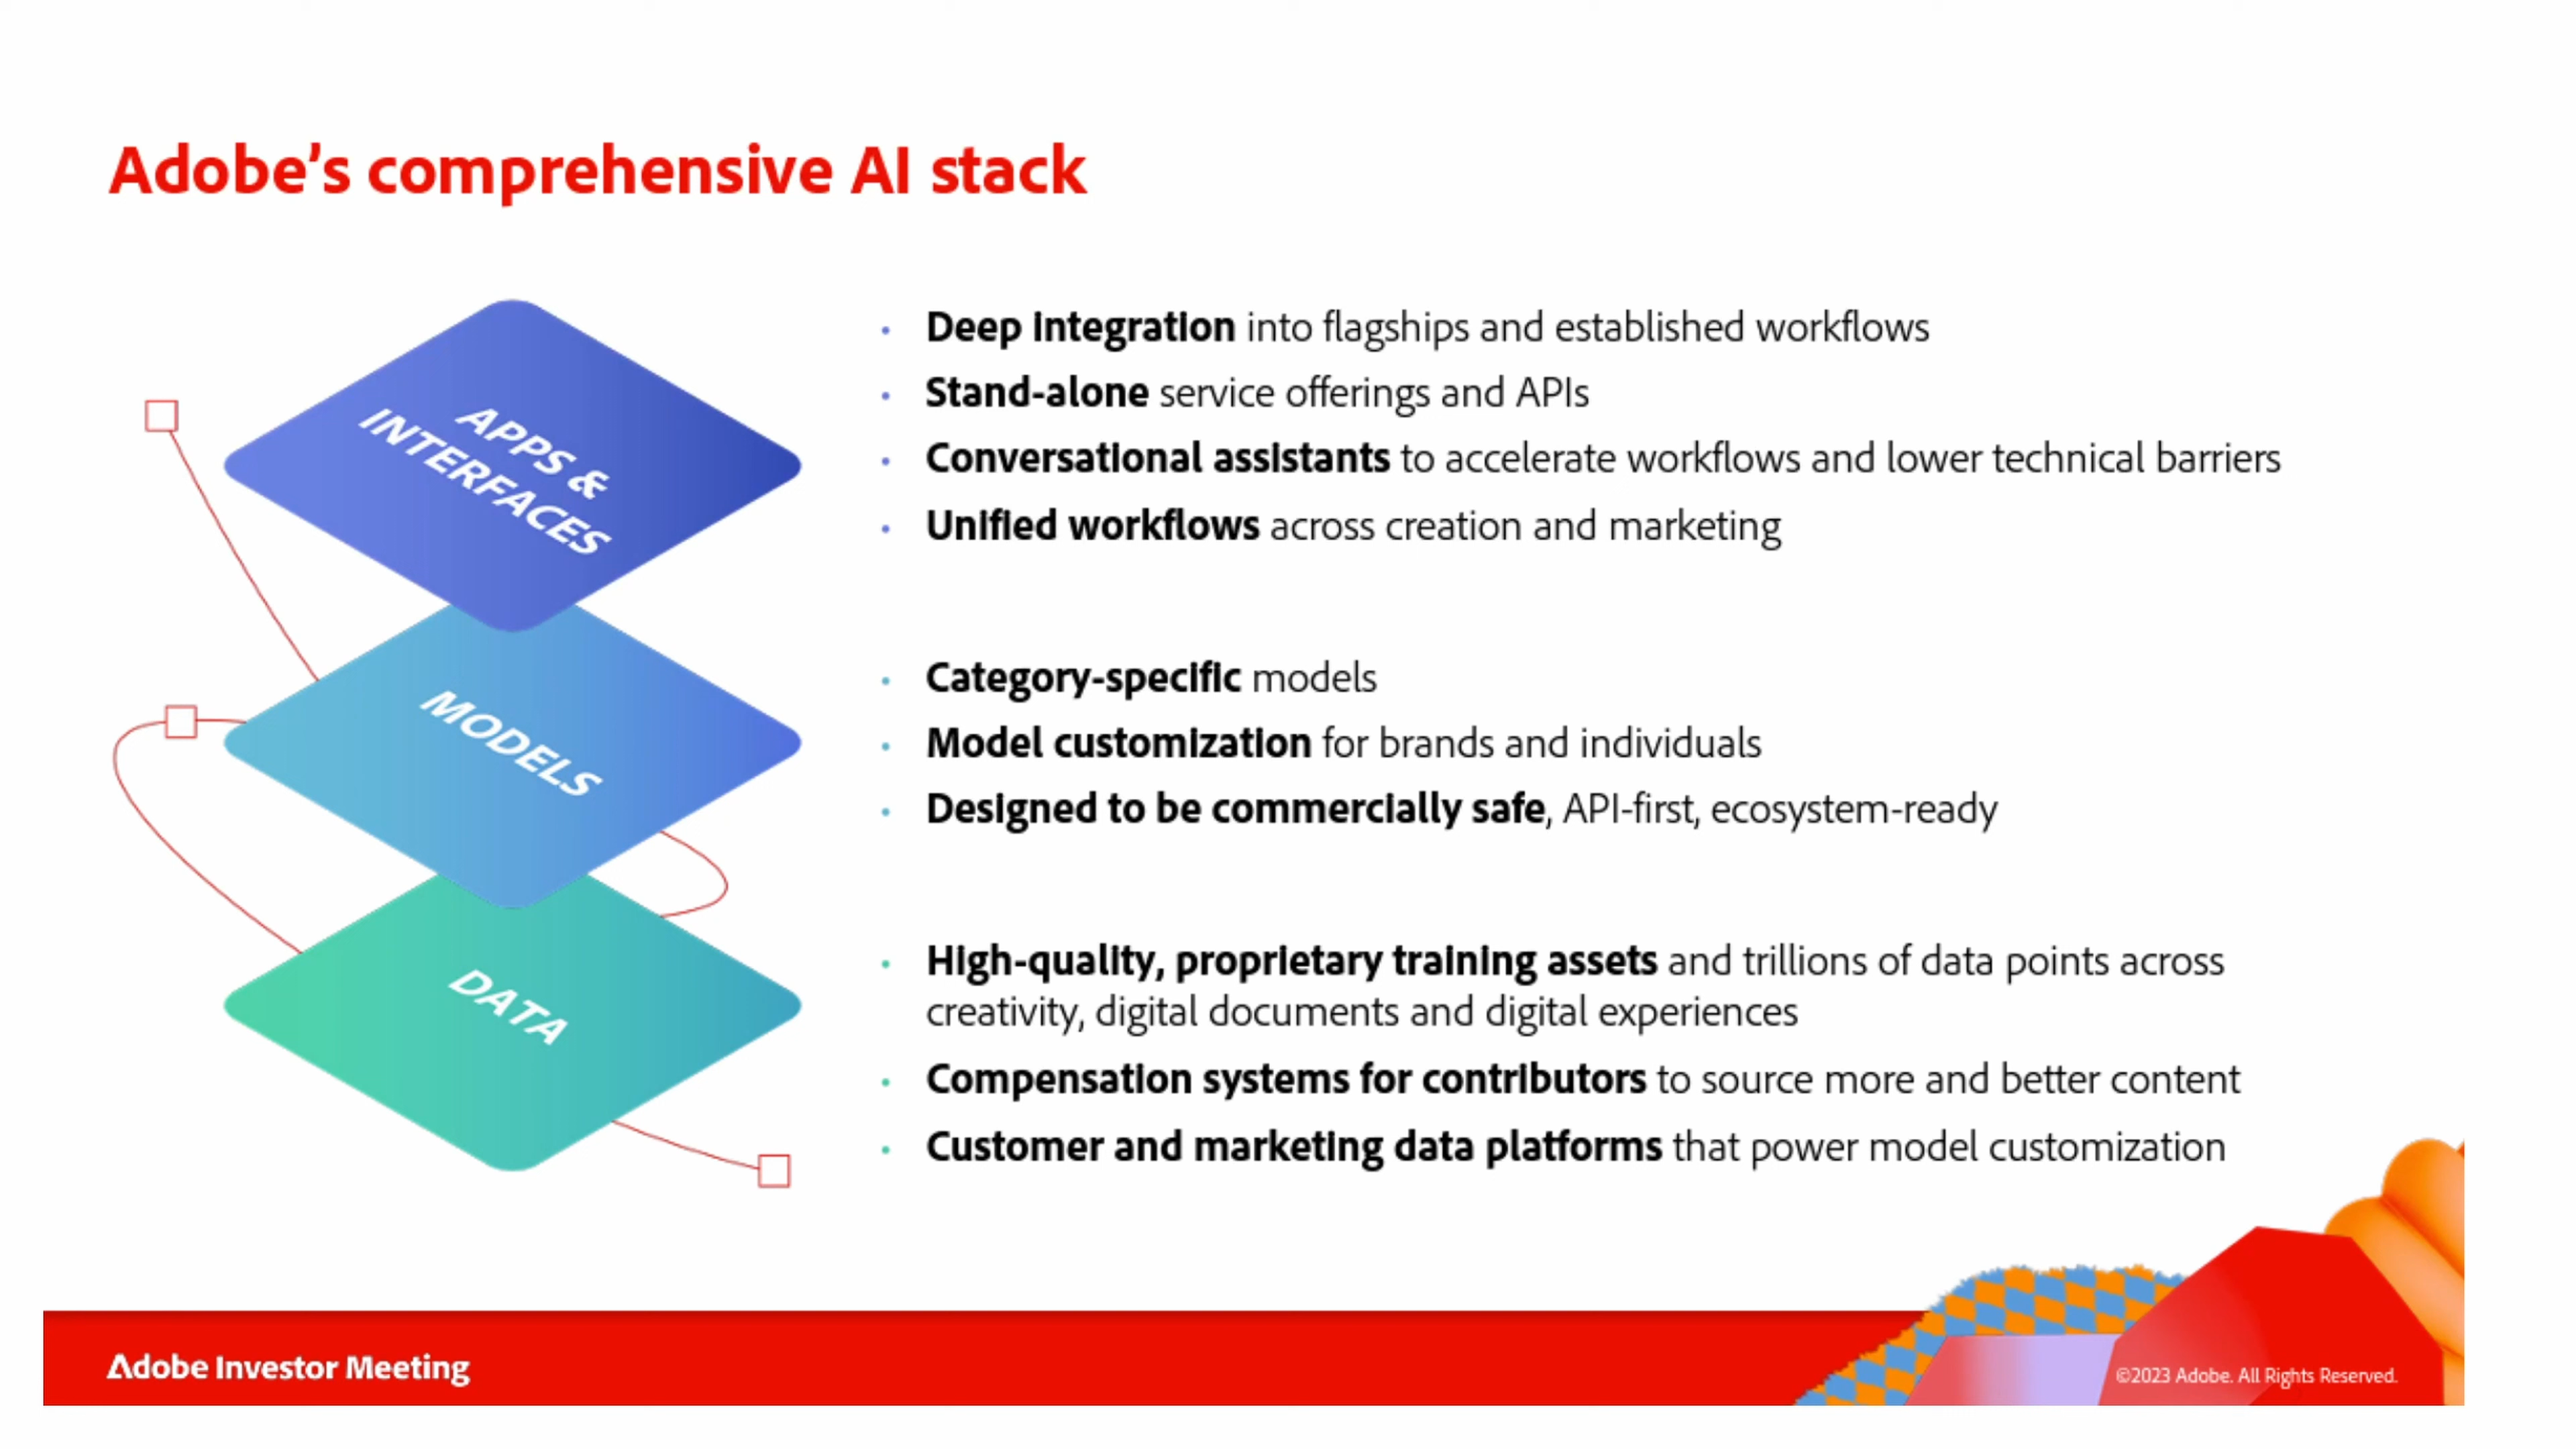 Adobe's comprehensive AI stack
APPS &
INTERFACES
• Deep integration into flagships and established workflows
• Stand-alone service offerings and APIs
• Conversational assistants to accelerate workflows and lower technical barriers
• Unified workflows across creation and marketing
MODELS
• Category-specific models
• Model customization for brands and individuals
• Designed to be commercially safe, API-first, ecosystem-ready
DATA
• High-quality, proprietary training assets and trillions of data points across
creativity, digital documents and digital experiences
• Compensation systems for contributors to source more and better content
• Customer and marketing data platforms that power model customization
Adobe Investor Meeting
©2023 Adobe. All Rights Reserved.